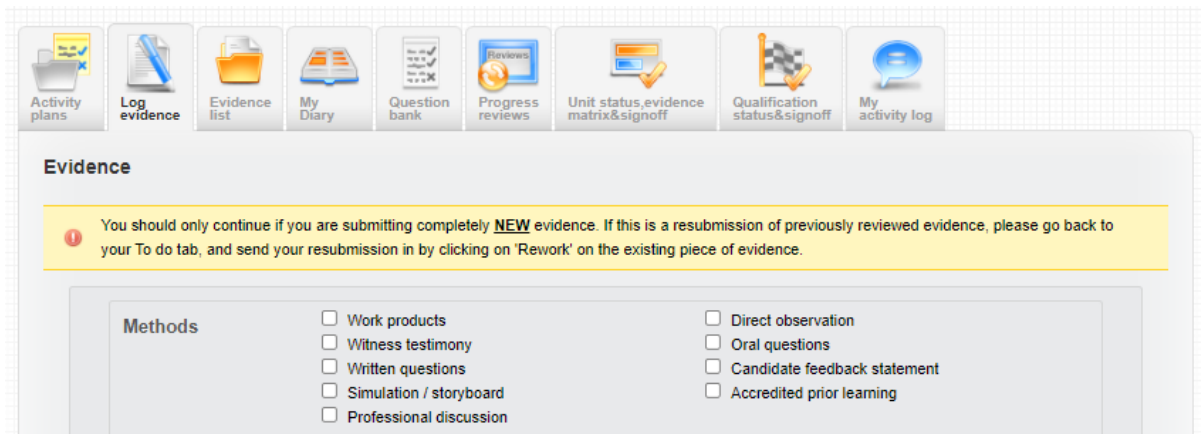 Reviews
Activity plans
Log evidence
Evidence list
My Diary
Question bank
Progress reviews
Unit status,evidence matrix&signoff
Qualification status&signoff
My activity log
Evidence
You should only continue if you are submitting completely NEW evidence. If this is a resubmission of previously reviewed evidence, please go back to
your To do tab, and send your resubmission in by clicking on 'Rework' on the existing piece of evidence.
Methods
Work products
Witness testimony
Written questions
Simulation / storyboard
Professional discussion
Direct observation
Oral questions
Candidate feedback statement
Accredited prior learning